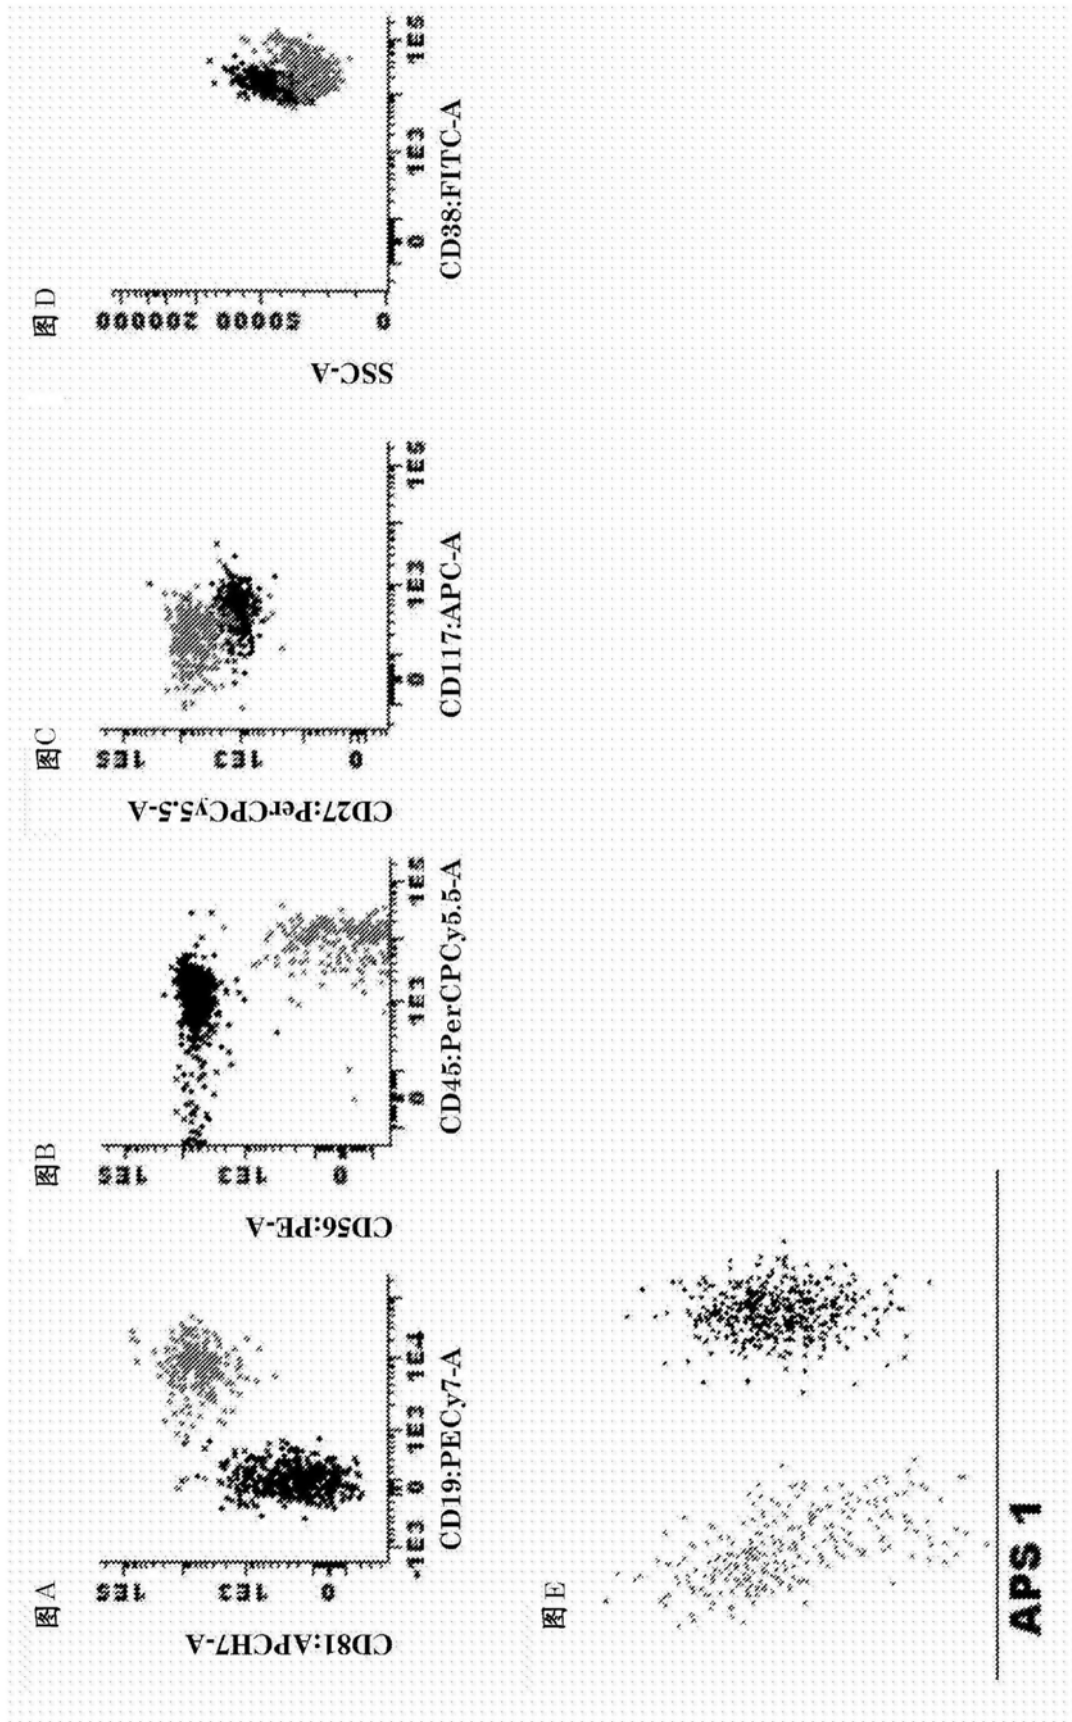 图A
1E5
1E3
0
CD81:APCH7-A
-1E3 0 1E3 1E4
CD19:PECy7-A
图B
1E5
1E3
0
CD56:PE-A
0 1E3 1E5
CD45:PerCPCy5.5-A
图C
1E5
1E3
0
CD27:PerCPCy5.5-A
0 1E3 1E5
CD117:APC-A
图D
200000
50000
0
SSC-A
0 1E3 1E5
CD38:FITC-A
图E
APS 1